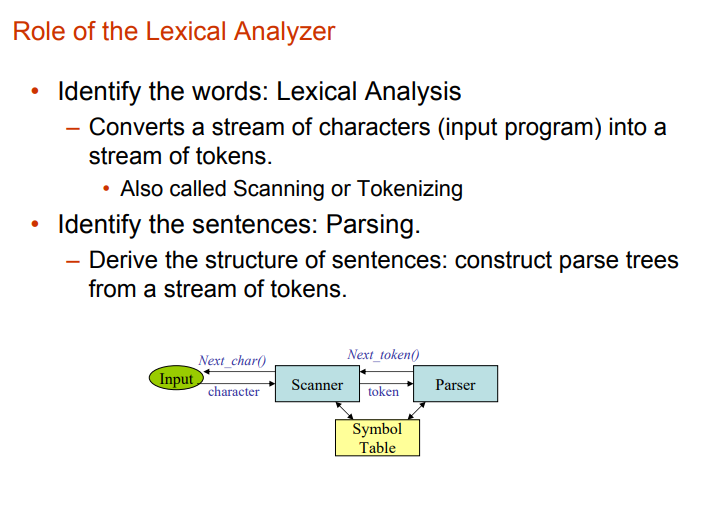 Role of the Lexical Analyzer
• Identify the words: Lexical Analysis
– Converts a stream of characters (input program) into a
stream of tokens.
• Also called Scanning or Tokenizing
• Identify the sentences: Parsing.
– Derive the structure of sentences: construct parse trees
from a stream of tokens.
Next_char()
Next_token()
Input
character
Scanner
token
Parser
Symbol
Table